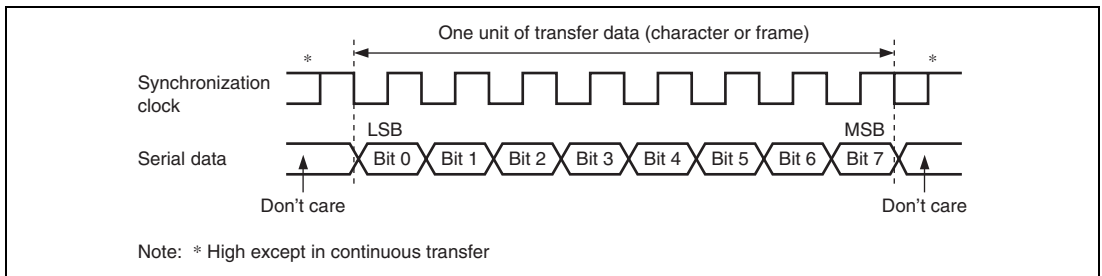 One unit of transfer data (character or frame)
* *
Synchronization
clock
LSB MSB
Serial data Bit 0 Bit 1 Bit 2 Bit 3 Bit 4 Bit 5 Bit 6 Bit 7
Don't care Don't care
Note: * High except in continuous transfer